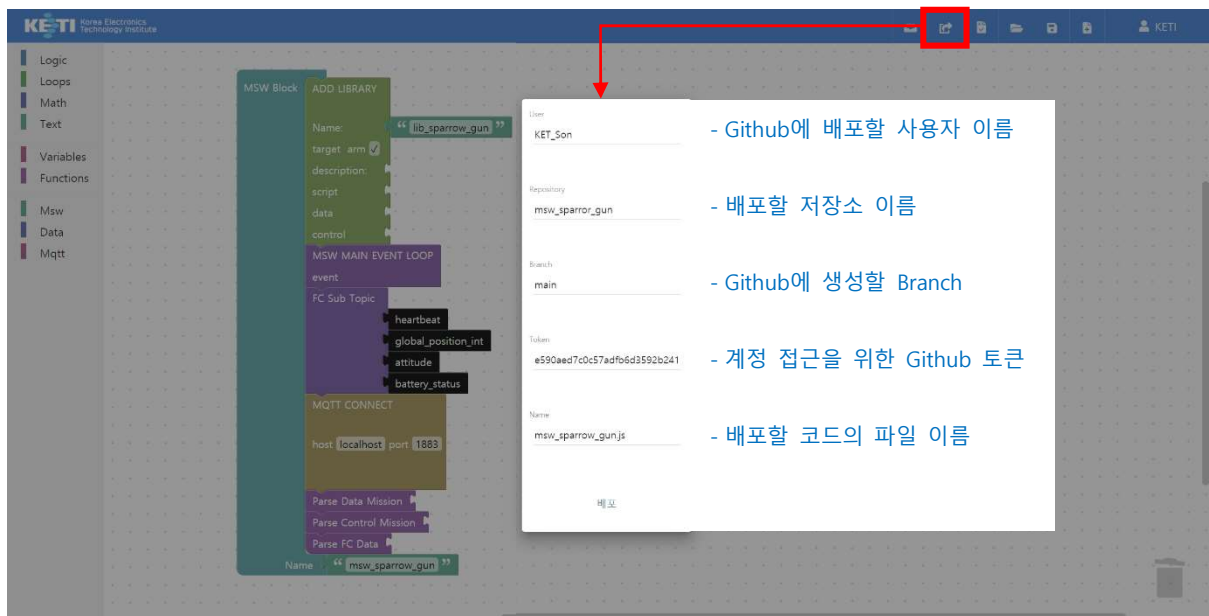 KETI Korea Electronics
Technology Institute
KETI
Logic
Loops
Math
Text
Variables
Functions
Msw
Data
Mqtt
MSW Block
ADD LIBRARY
Name: “ lib_sparrow_gun ”
target arm
description:
script
data
control
MSW MAIN EVENT LOOP
event
FC Sub Topic
heartbeat
global_position_int
attitude
battery_status
MQTT CONNECT
host localhost port 1883
Parse Data Mission
Parse Control Mission
Parse FC Data
Name “ msw_sparrow_gun ”
User
KET_Son
- Github에 배포할 사용자 이름
Repository
msw_sparror_gun
- 배포할 저장소 이름
Branch
main
- Github에 생성할 Branch
Token
e590aed7c0c57adfb6d3592b241
- 계정 접근을 위한 Github 토큰
Name
msw_sparrow_gun.js
- 배포할 코드의 파일 이름
배포